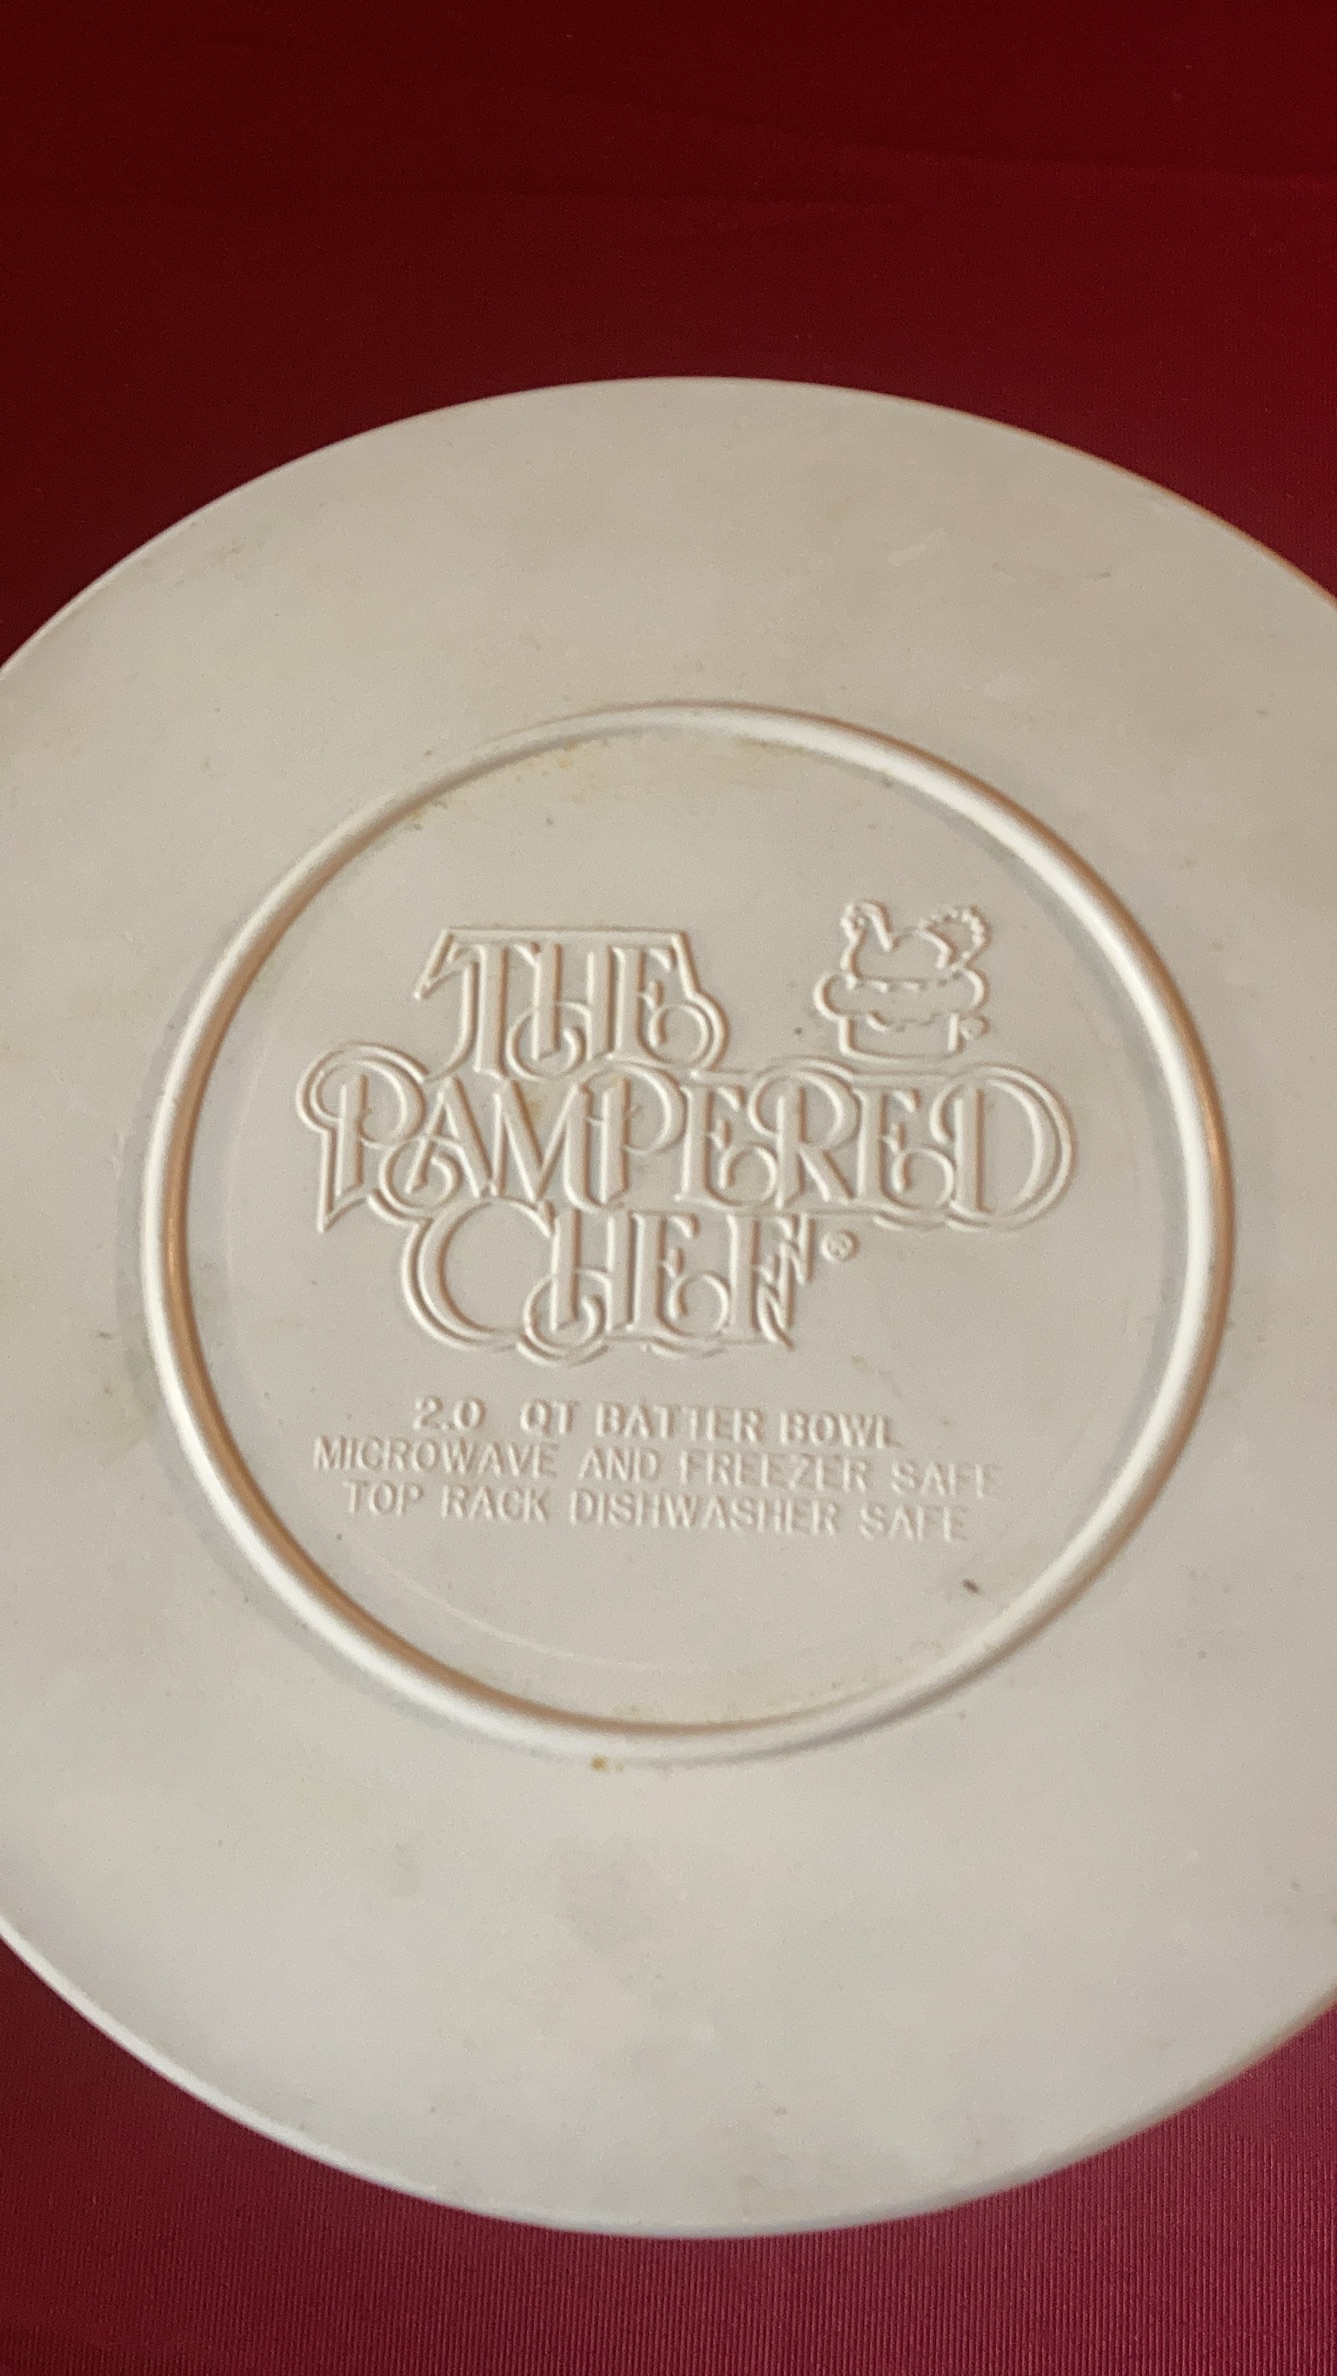 THE
PAMPERED
CHEF®
2.0 QT BATTER BOWL
MICROWAVE AND FREEZER SAFE
TOP RACK DISHWASHER SAFE